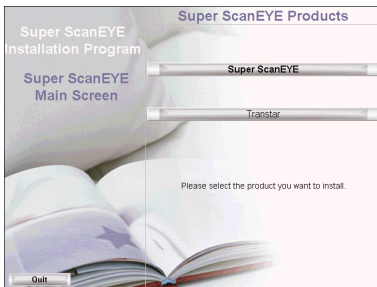 Super ScanEYE
Installation Program
Super ScanEYE
Main Screen
Super ScanEYE Products
Super ScanEYE
Transtar
Please select the product you want to install.
Quit